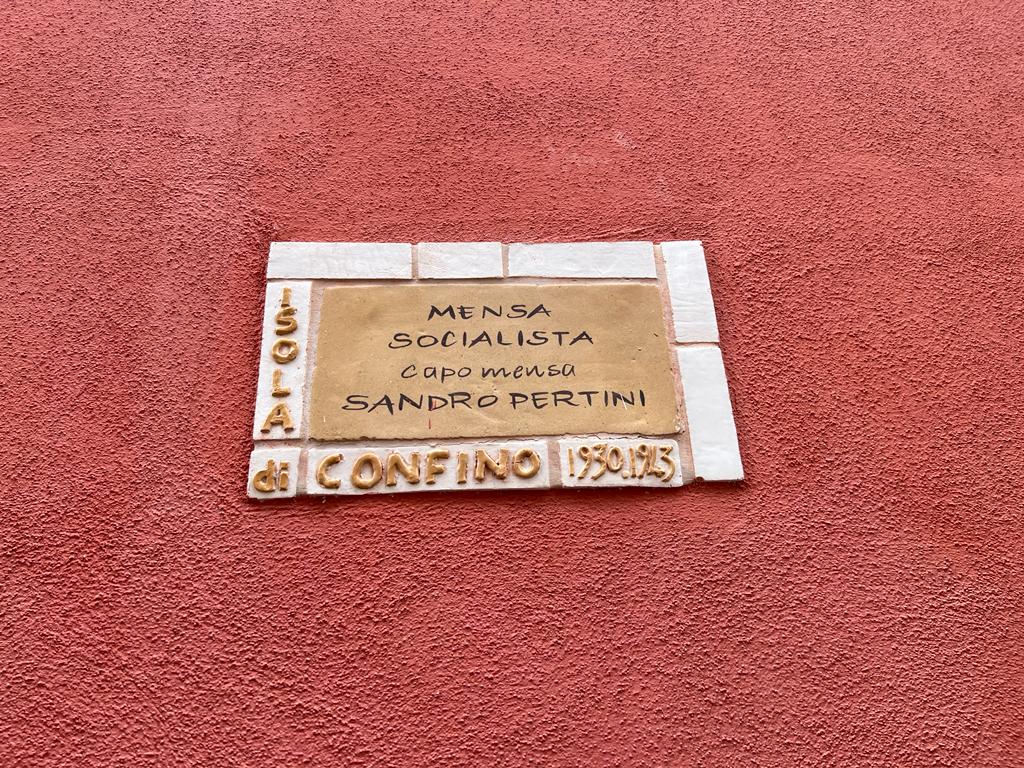 MENSA
SOCIALISTA
capo mensa
SANDRO PERTINI
ISOLA
di CONFINO 1930.1943